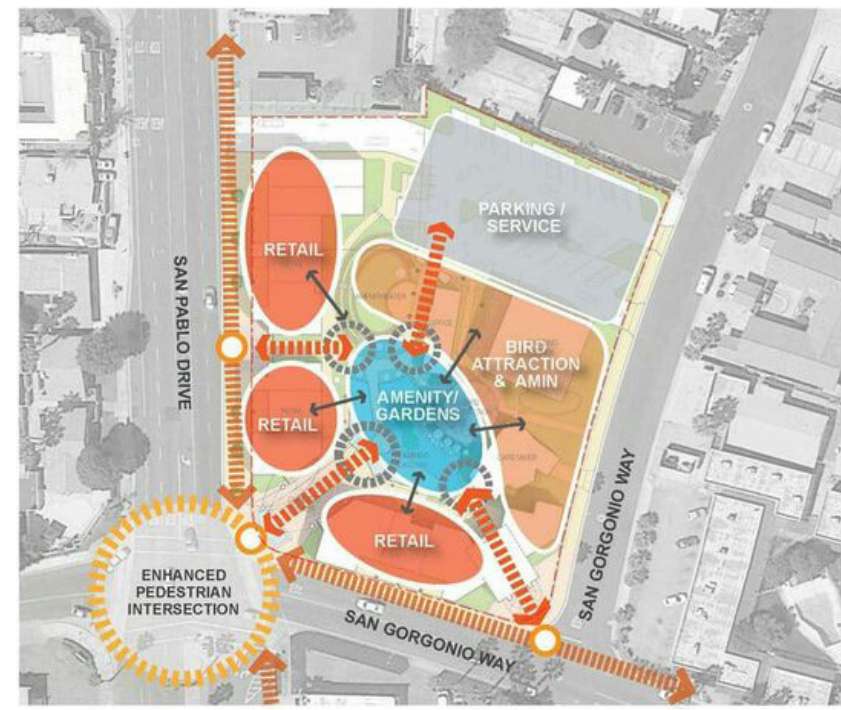 PARKING /
SERVICE
RETAIL
SAN PABLO DRIVE
BIRD
ATTRACTION
& AMIN
AMENITY/
GARDENS
RETAIL
CARETAKER
RETAIL
SAN GORGONIO WAY
ENHANCED
PEDESTRIAN
INTERSECTION
SAN GORGONIO WAY